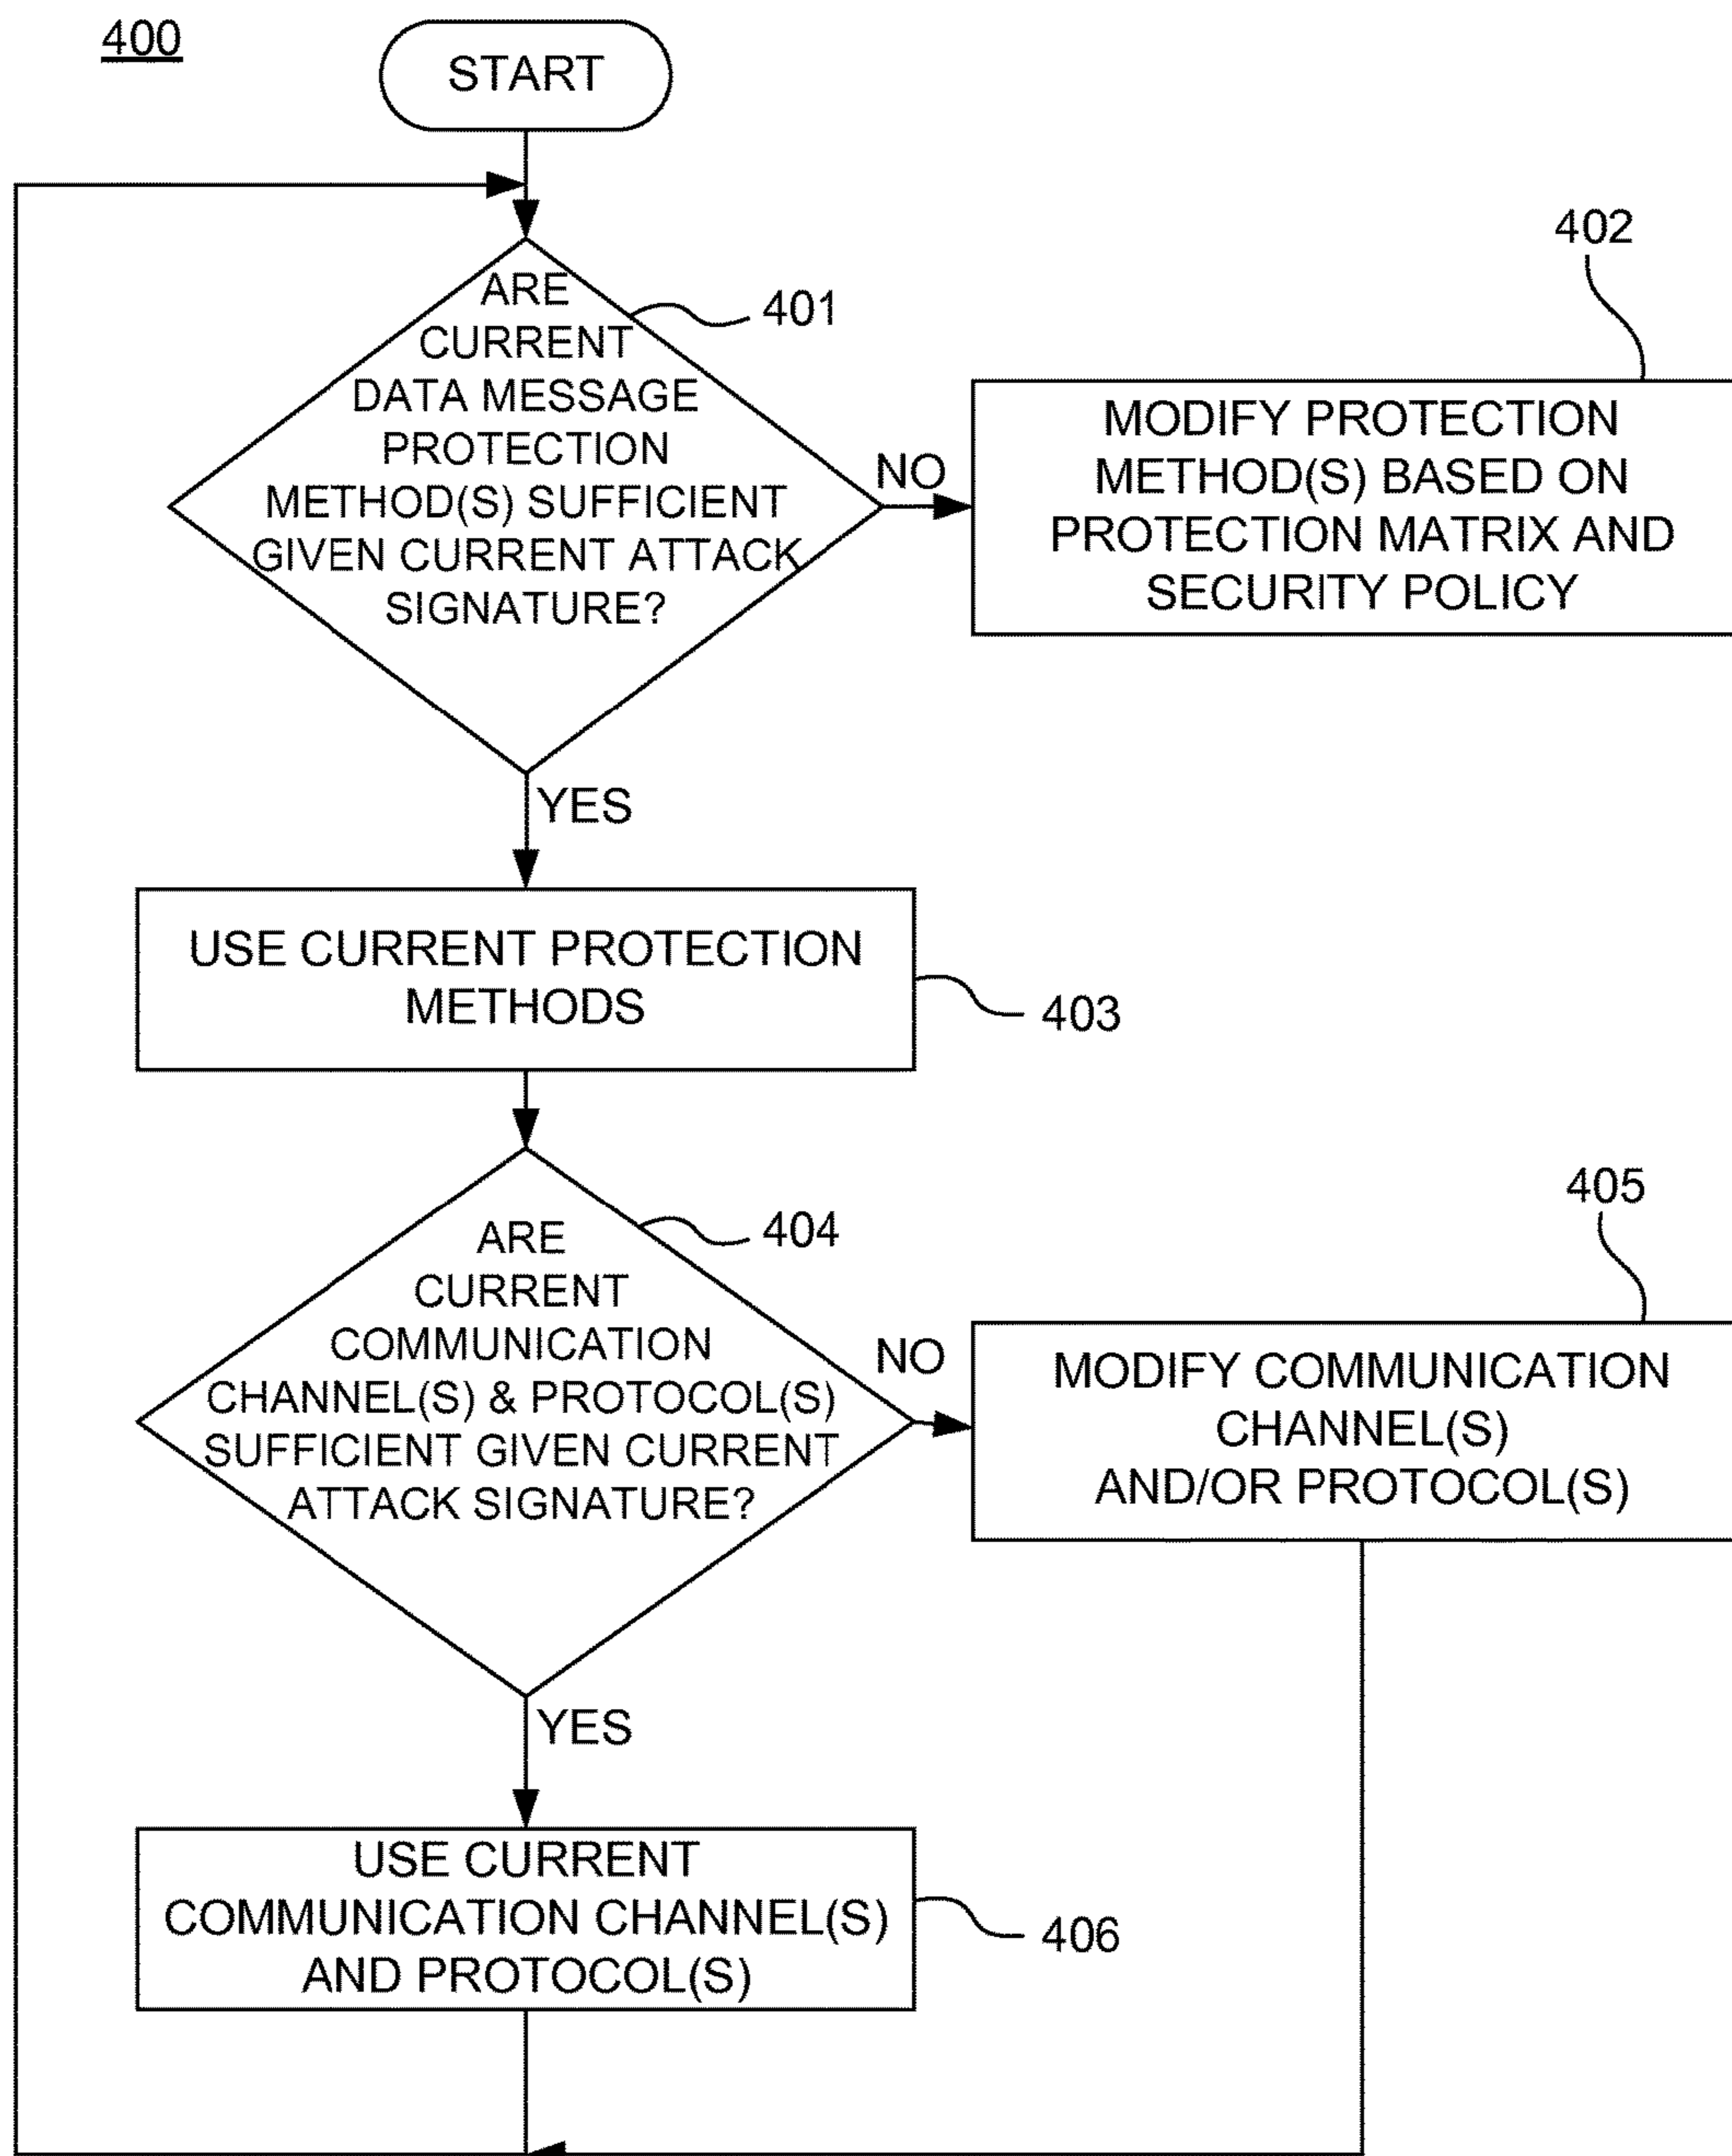 400
START
ARE
CURRENT
DATA MESSAGE
PROTECTION
METHOD(S) SUFFICIENT
GIVEN CURRENT ATTACK
SIGNATURE?
401
NO
402
MODIFY PROTECTION
METHOD(S) BASED ON
PROTECTION MATRIX AND
SECURITY POLICY
YES
USE CURRENT PROTECTION
METHODS
403
ARE
CURRENT
COMMUNICATION
CHANNEL(S) & PROTOCOL(S)
SUFFICIENT GIVEN CURRENT
ATTACK SIGNATURE?
404
NO
405
MODIFY COMMUNICATION
CHANNEL(S)
AND/OR PROTOCOL(S)
YES
USE CURRENT
COMMUNICATION CHANNEL(S)
AND PROTOCOL(S)
406